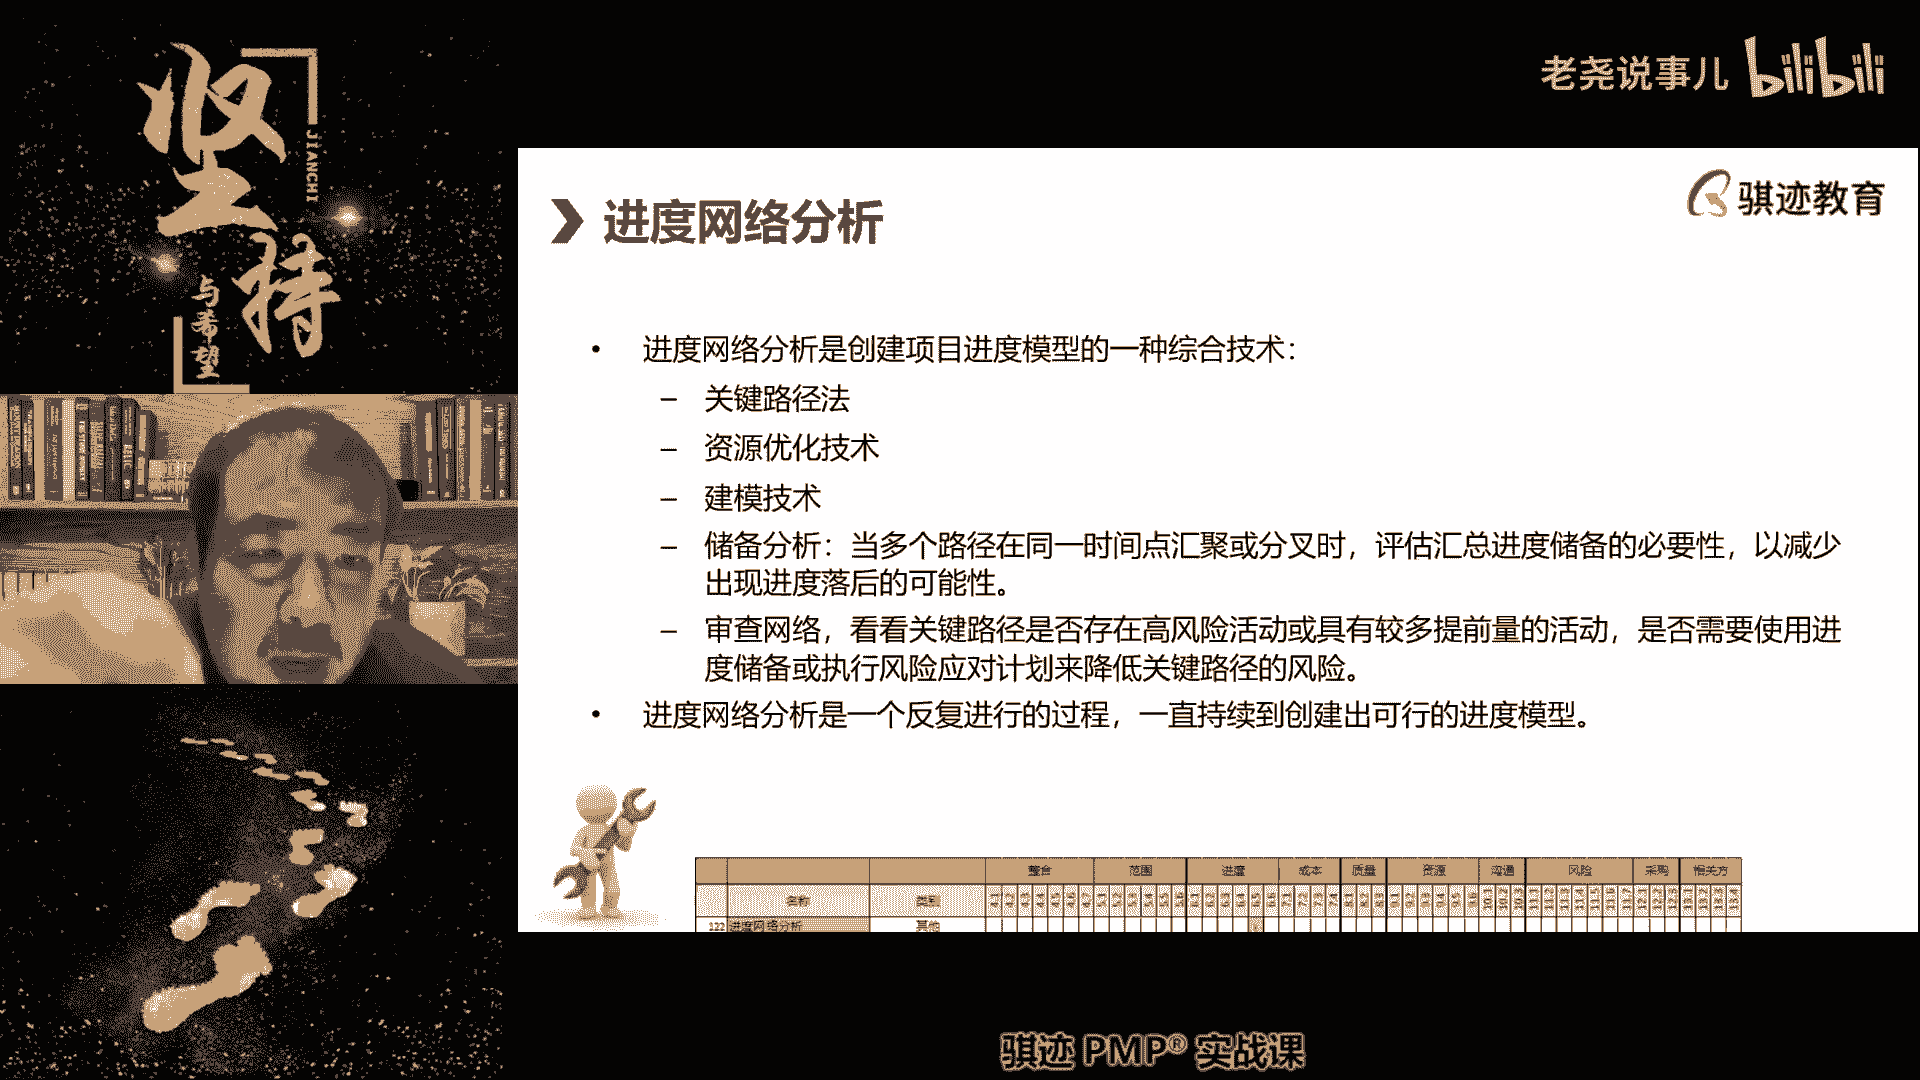 坚持
JIANCHI
与希望
老尧说事儿 bilibili
骐迹教育
进度网络分析
• 进度网络分析是创建项目进度模型的一种综合技术：
– 关键路径法
– 资源优化技术
– 建模技术
– 储备分析：当多个路径在同一时间点汇聚或分叉时，评估汇总进度储备的必要性，以减少
出现进度落后的可能性。
– 审查网络，看看关键路径是否存在高风险活动或具有较多提前量的活动，是否需要使用进
度储备或执行风险应对计划来降低关键路径的风险。
• 进度网络分析是一个反复进行的过程，一直持续到创建出可行的进度模型。
整合 范围 进度 成本 质量 资源 沟通 风险 采购 相关方
名称 类别
122 进度网络分析 其他
骐迹 PMP® 实战课